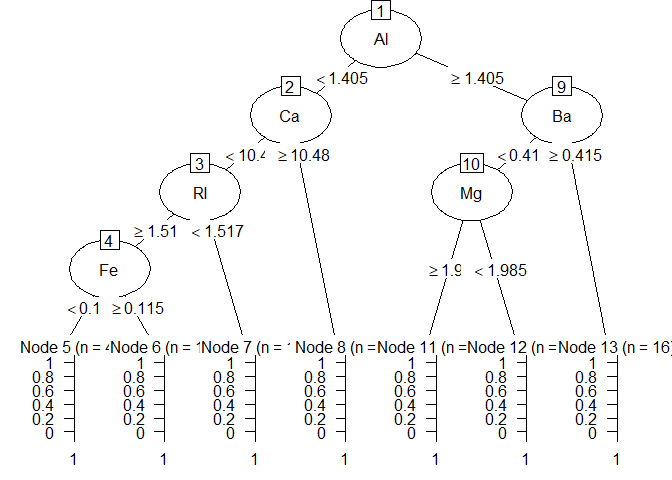 1
Al
< 1.405 ≥ 1.405
2 9
Ca Ba
< 10.4 ≥ 10.48 < 0.41 ≥ 0.415
3 10
RI Mg
≥ 1.51 < 1.517
4
Fe
≥ 1.9 < 1.985
< 0.1 ≥ 0.115
Node 5 (n = Node 6 (n = Node 7 (n = Node 8 (n = Node 11 (n = Node 12 (n = Node 13 (n = 16)
1 1 1 1 1 1 1
0.8 0.8 0.8 0.8 0.8 0.8 0.8
0.6 0.6 0.6 0.6 0.6 0.6 0.6
0.4 0.4 0.4 0.4 0.4 0.4 0.4
0.2 0.2 0.2 0.2 0.2 0.2 0.2
0 0 0 0 0 0 0
1 1 1 1 1 1 1